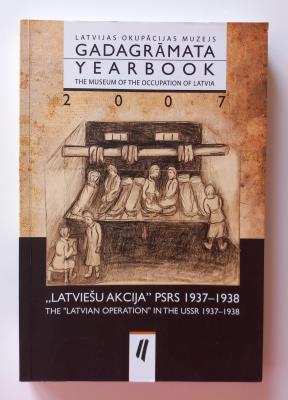 LATVIJAS OKUPĀCIJAS MUZEJS
GADAGRĀMATA
YEARBOOK
THE MUSEUM OF THE OCCUPATION OF LATVIA
2007
„LATVIEŠU AKCIJA” PSRS 1937–1938
THE "LATVIAN OPERATION" IN THE USSR 1937–1938